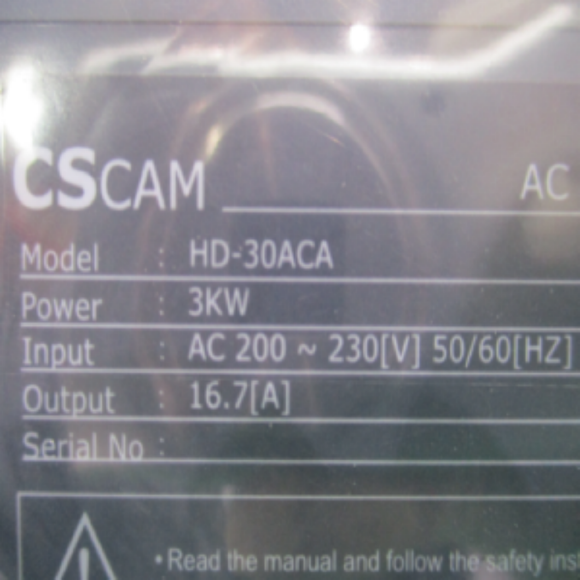 CSCAM AC
Model : HD-30ACA
Power : 3KW
Input : AC 200 ~ 230[V] 50/60[HZ]
Output : 16.7[A]
Serial No :
• Read the manual and follow the safety inst